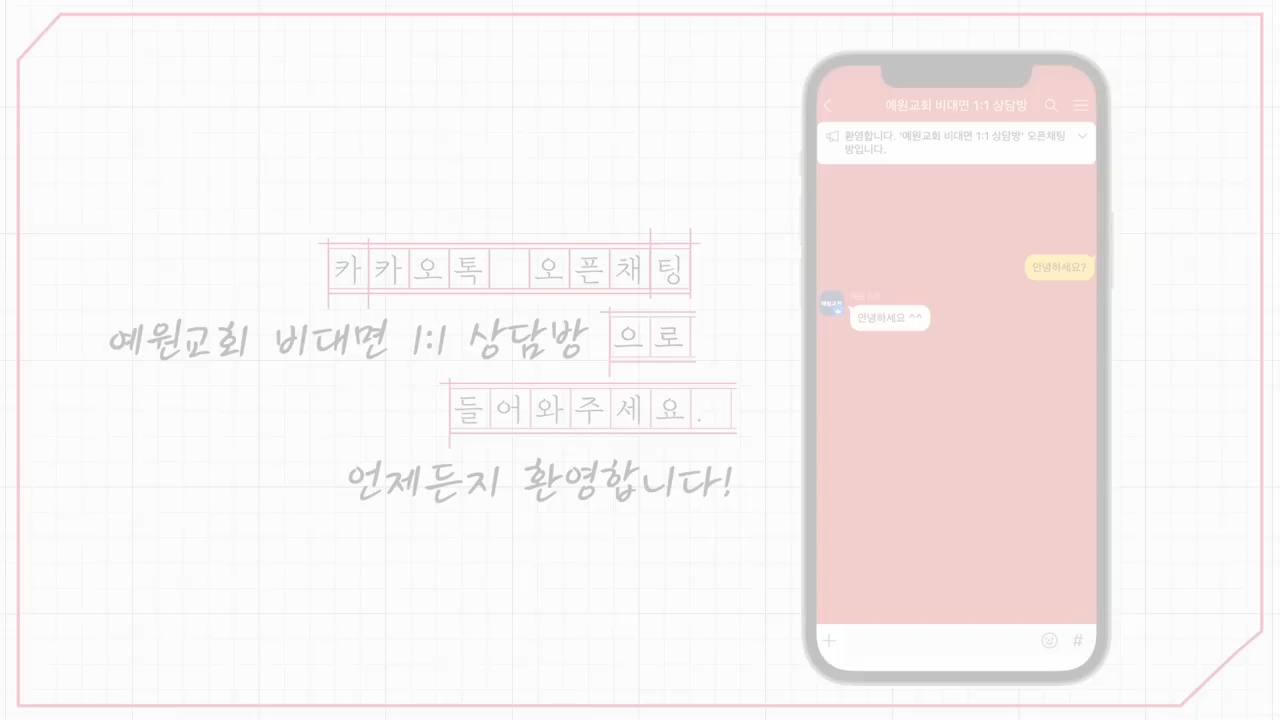 카카오톡 오픈채팅
예원교회 비대면 1:1 상담방으로
들어와주세요.
언제든지 환영합니다!
예원교회 비대면 1:1 상담방
환영합니다. '예원교회 비대면 1:1 상담방' 오픈채팅
방입니다.
안녕하세요?
예원교회
안녕하세요 ^^
#